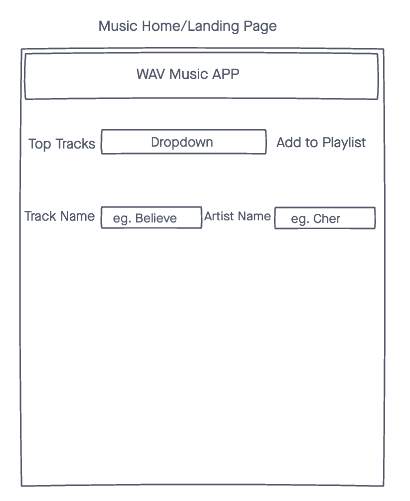 Music Home/Landing Page
WAV Music APP
Top Tracks Dropdown Add to Playlist
Track Name eg. Believe Artist Name eg. Cher